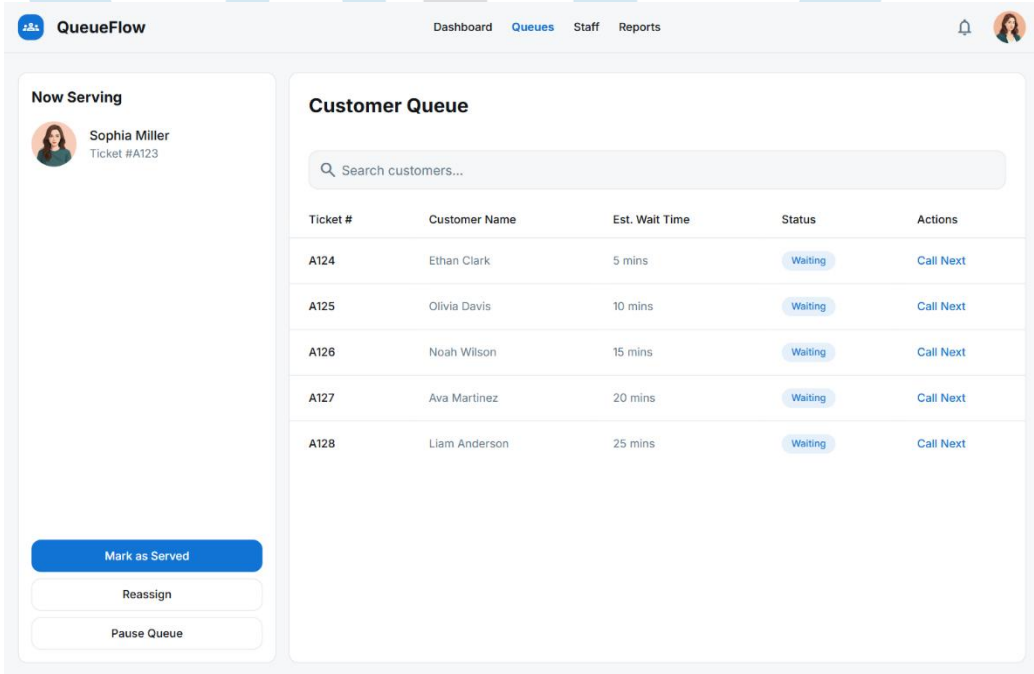 QueueFlow
Dashboard Queues Staff Reports
Now Serving
Sophia Miller
Ticket #A123
Mark as Served
Reassign
Pause Queue
Customer Queue
Search customers...
Ticket # Customer Name Est. Wait Time Status Actions
A124 Ethan Clark 5 mins Waiting Call Next
A125 Olivia Davis 10 mins Waiting Call Next
A126 Noah Wilson 15 mins Waiting Call Next
A127 Ava Martinez 20 mins Waiting Call Next
A128 Liam Anderson 25 mins Waiting Call Next